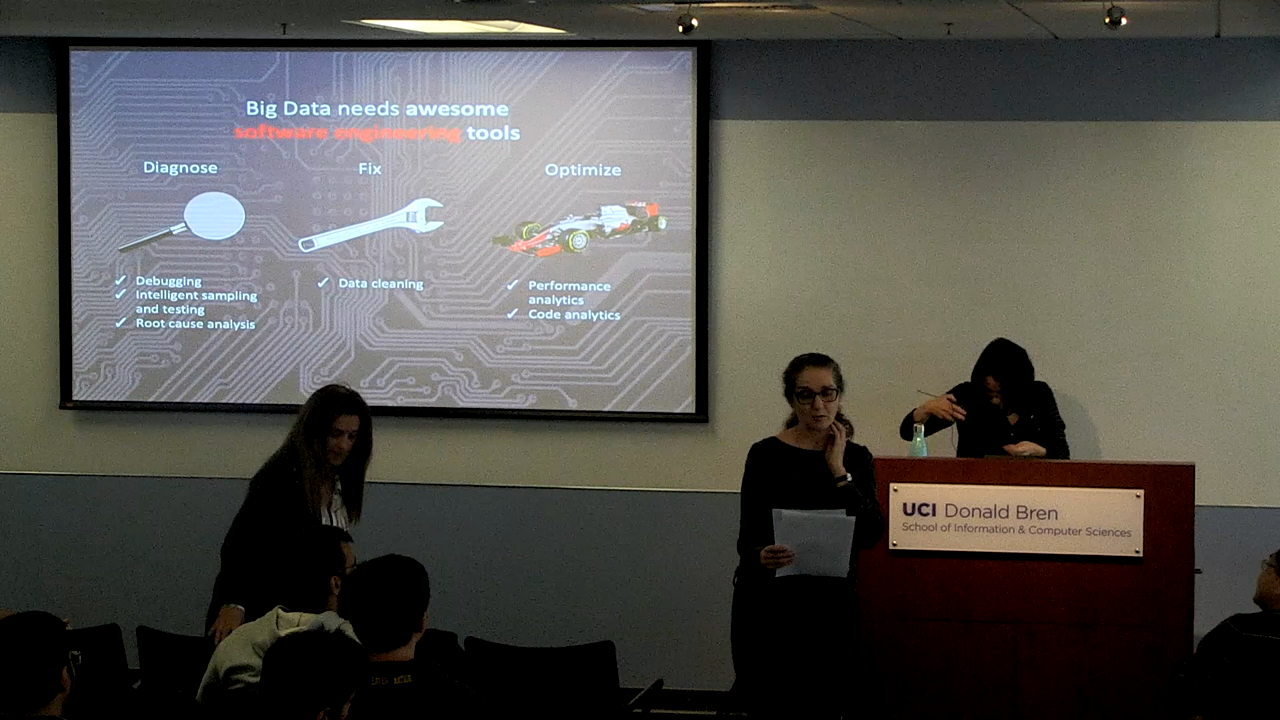 Big Data needs awesome
software engineering tools
Diagnose
Fix
Optimize
✓ Debugging
✓ Intelligent sampling
and testing
✓ Root cause analysis
✓ Data cleaning
✓ Performance
analytics
✓ Code analytics
UCI Donald Bren
School of Information & Computer Sciences